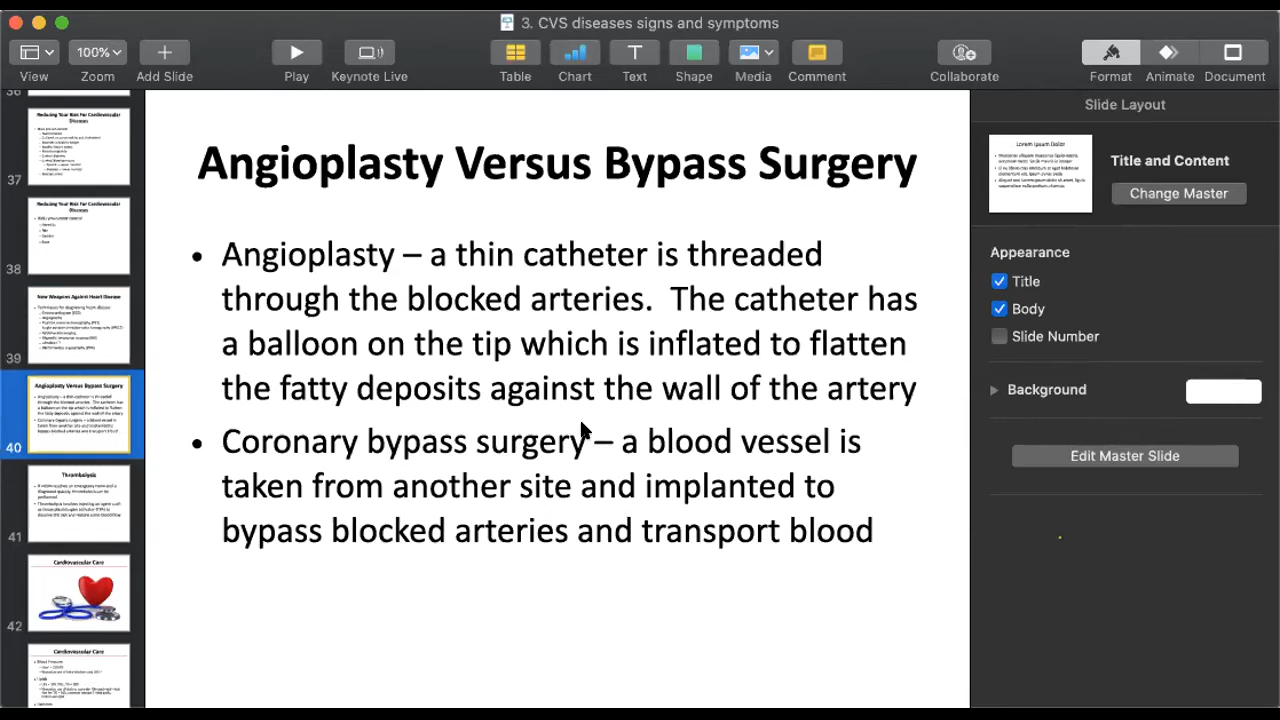 3. CVS diseases signs and symptoms
100%
View
Zoom
Add Slide
Play
Keynote Live
Table
Chart
Text
Shape
Media
Comment
Collaborate
Format
Animate
Document
36
Reducing Your Risk For Cardiovascular
Diseases
37
Reducing Your Risk For Cardiovascular
Diseases
38
New Weapons Against Heart Disease
39
Angioplasty Versus Bypass Surgery
40
Thrombolysis
41
Cardiovascular Care
42
Cardiovascular Care
Angioplasty Versus Bypass Surgery
• Angioplasty – a thin catheter is threaded
through the blocked arteries. The catheter has
a balloon on the tip which is inflated to flatten
the fatty deposits against the wall of the artery
• Coronary bypass surgery – a blood vessel is
taken from another site and implanted to
bypass blocked arteries and transport blood
Slide Layout
Lorem Ipsum Dolor
Title and Content
Change Master
Appearance
Title
Body
Slide Number
Background
Edit Master Slide